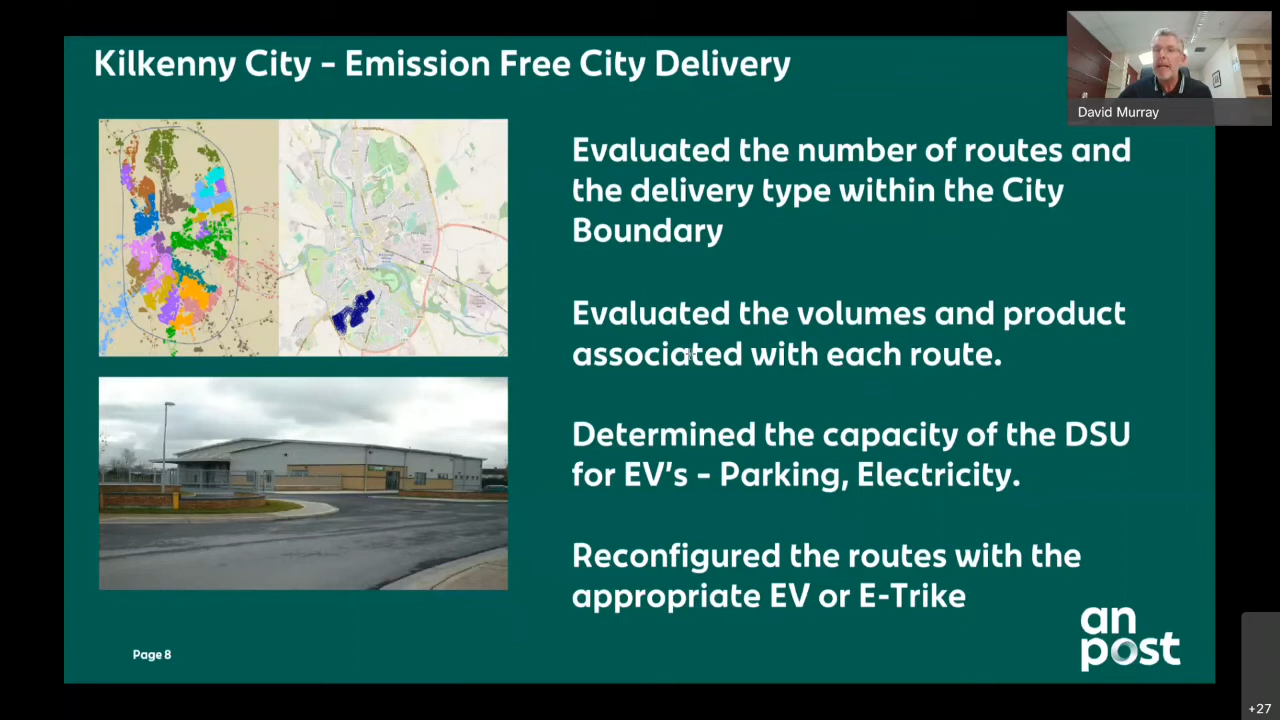 Kilkenny City – Emission Free City Delivery
David Murray
Evaluated the number of routes and
the delivery type within the City
Boundary
Evaluated the volumes and product
associated with each route.
Determined the capacity of the DSU
for EV's – Parking, Electricity.
Reconfigured the routes with the
appropriate EV or E-Trike
an
post
Page 8
+27